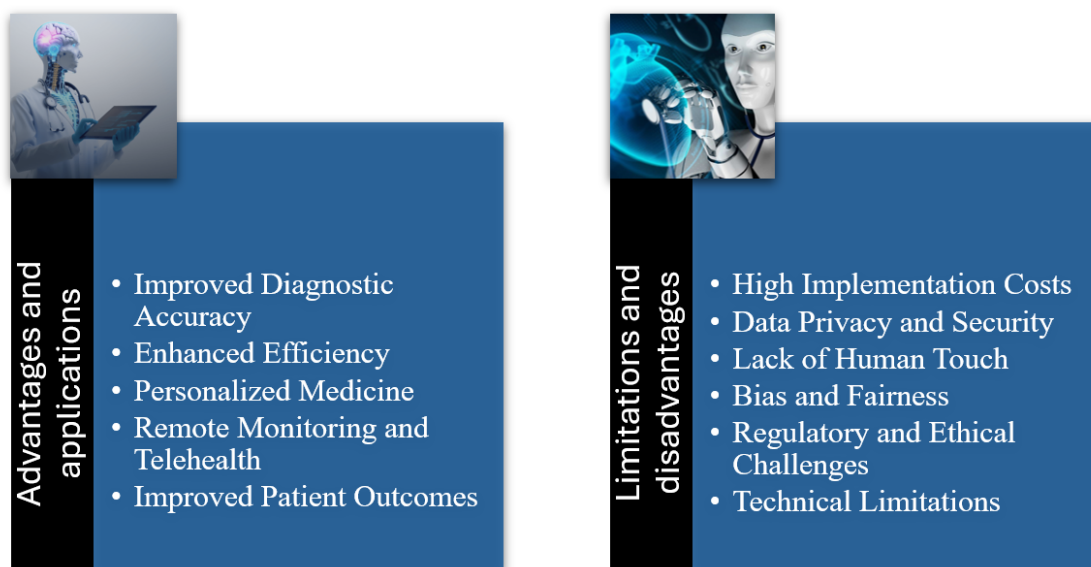 Advantages and
applications
• Improved Diagnostic
Accuracy
• Enhanced Efficiency
• Personalized Medicine
• Remote Monitoring and
Telehealth
• Improved Patient Outcomes
Limitations and
disadvantages
• High Implementation Costs
• Data Privacy and Security
• Lack of Human Touch
• Bias and Fairness
• Regulatory and Ethical
Challenges
• Technical Limitations